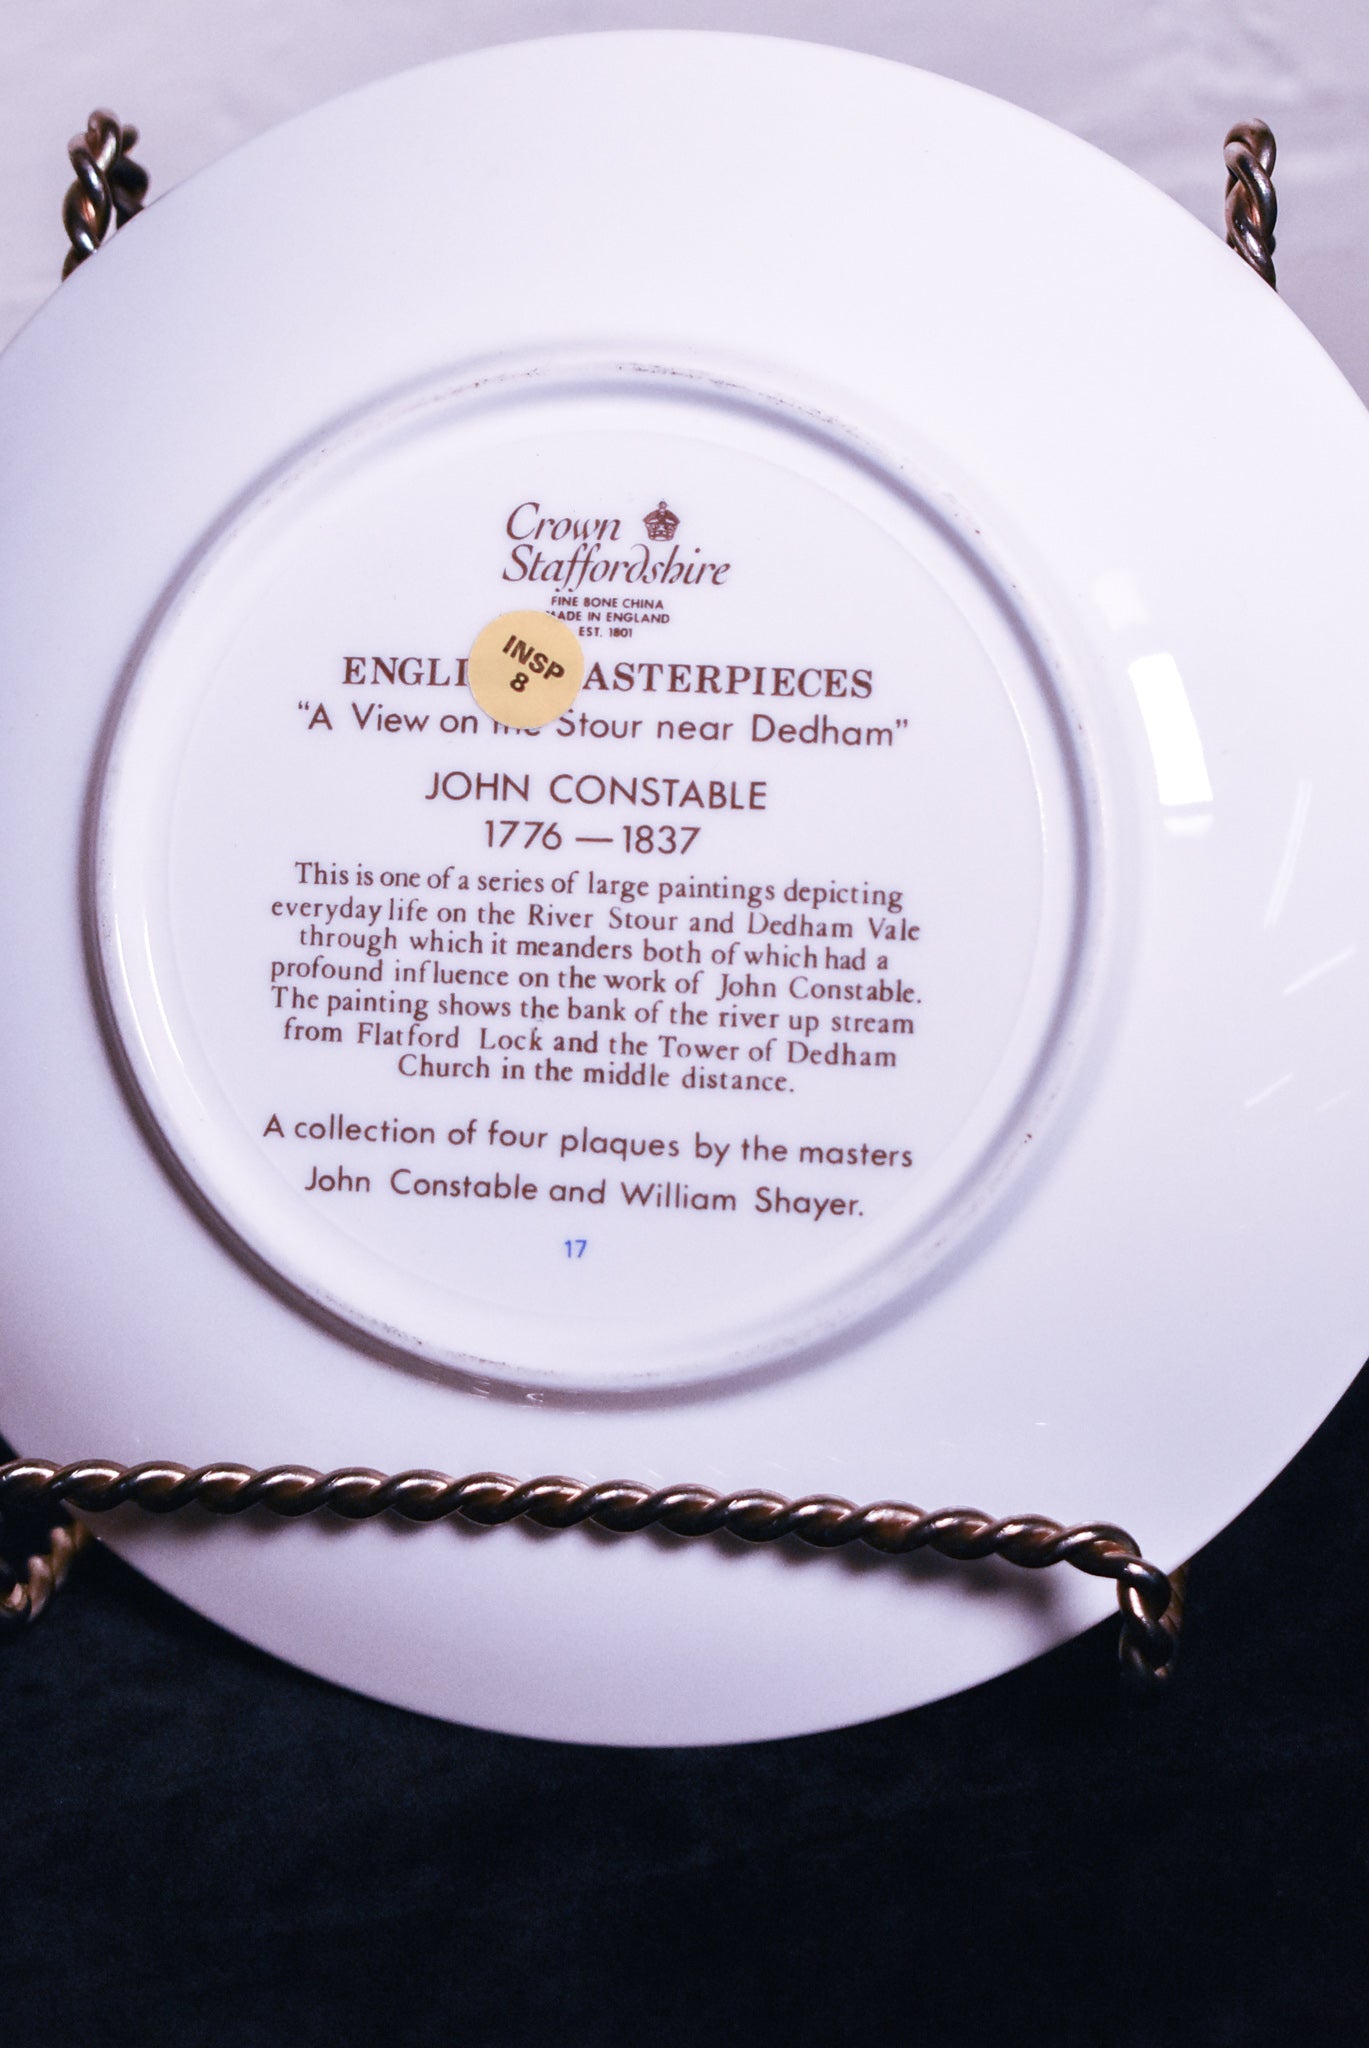 Crown
Staffordshire
FINE BONE CHINA
MADE IN ENGLAND
EST. 1801
INSP
8
ENGLI ASTERPIECES
“A View on the Stour near Dedham”
JOHN CONSTABLE
1776 — 1837
This is one of a series of large paintings depicting
everyday life on the River Stour and Dedham Vale
through which it meanders both of which had a
profound influence on the work of John Constable.
The painting shows the bank of the river up stream
from Flatford Lock and the Tower of Dedham
Church in the middle distance.
A collection of four plaques by the masters
John Constable and William Shayer.
17